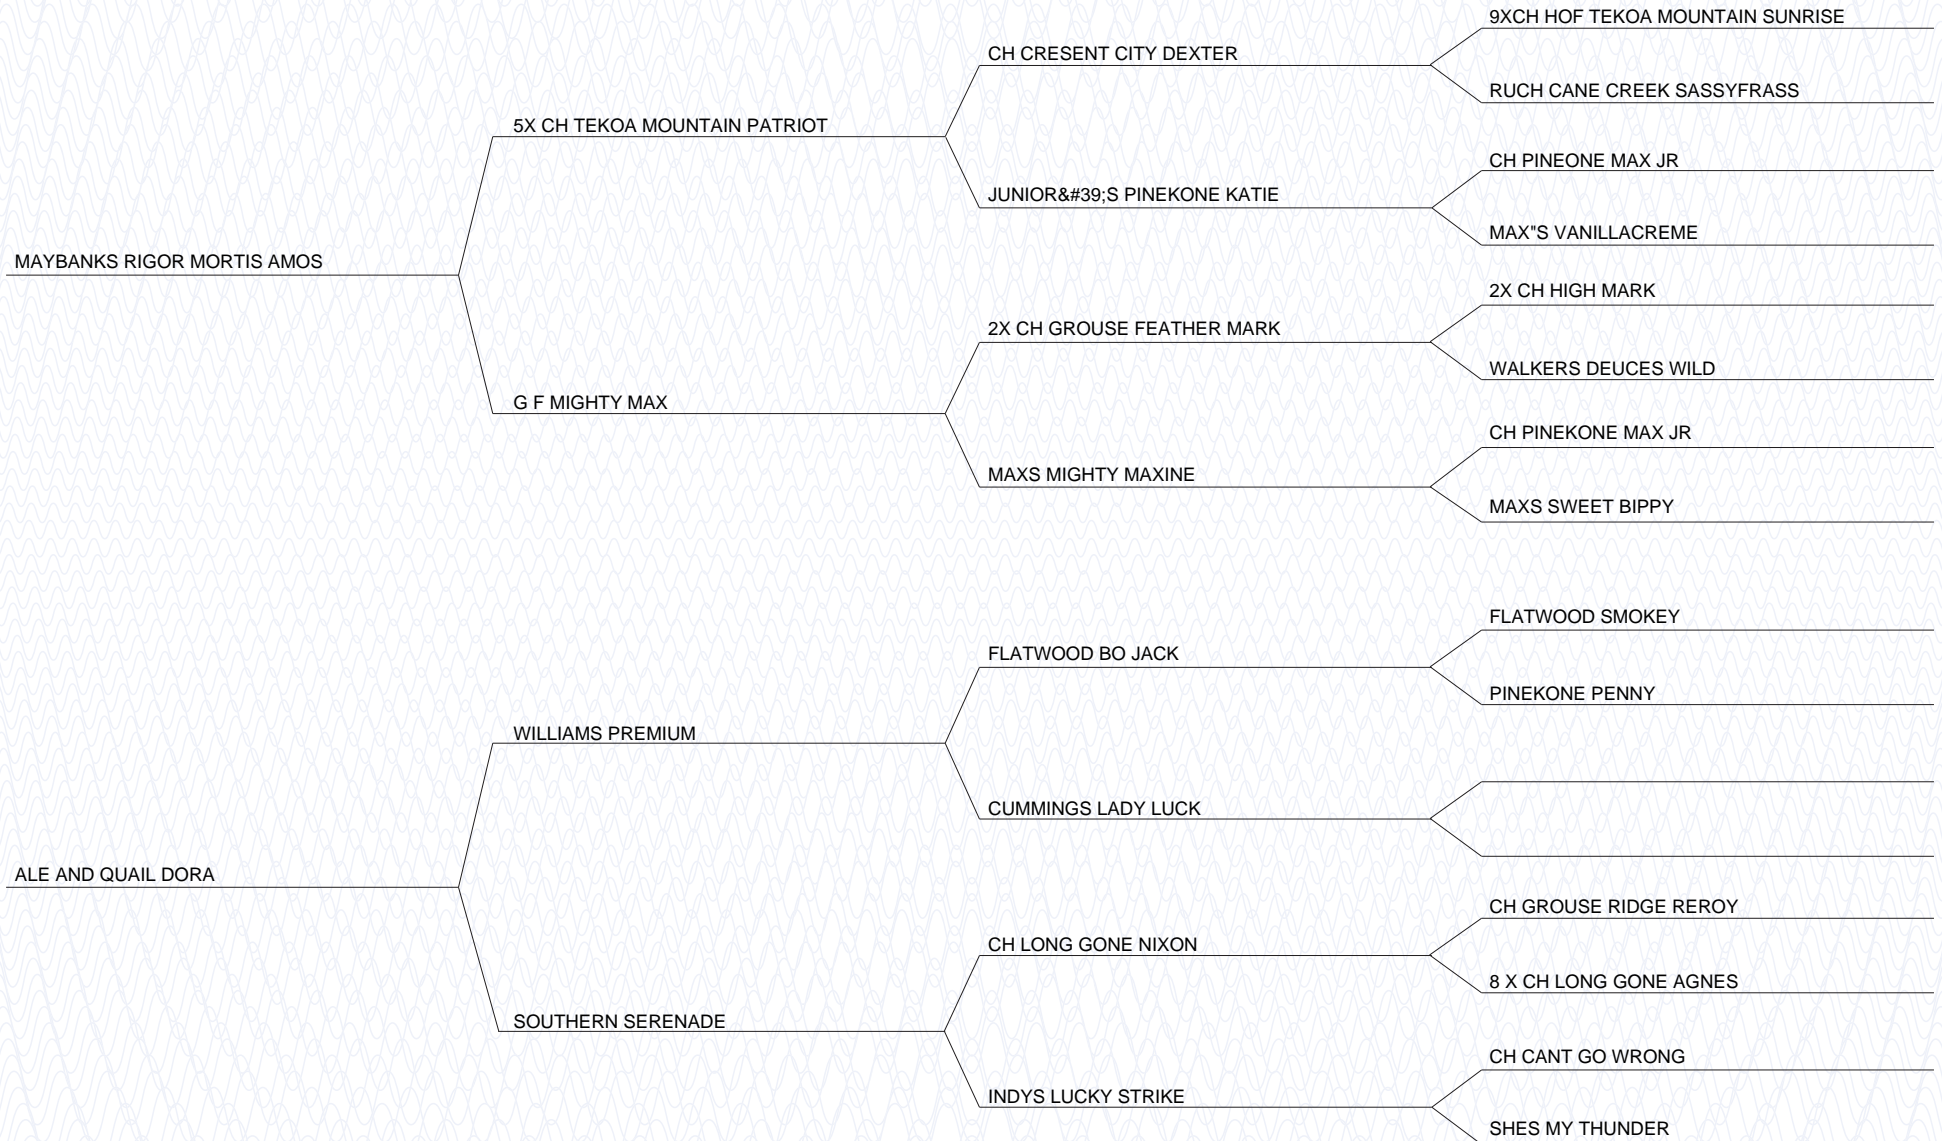 9XCH HOF TEKOA MOUNTAIN SUNRISE
CH CRESENT CITY DEXTER
RUCH CANE CREEK SASSYFRASS
5X CH TEKOA MOUNTAIN PATRIOT
CH PINEONE MAX JR
JUNIOR&#39;S PINEKONE KATIE
MAX"S VANILLACREME
MAYBANKS RIGOR MORTIS AMOS
2X CH HIGH MARK
2X CH GROUSE FEATHER MARK
WALKERS DEUCES WILD
G F MIGHTY MAX
CH PINEKONE MAX JR
MAXS MIGHTY MAXINE
MAXS SWEET BIPPY
FLATWOOD SMOKEY
FLATWOOD BO JACK
PINEKONE PENNY
WILLIAMS PREMIUM
CUMMINGS LADY LUCK
ALE AND QUAIL DORA
CH GROUSE RIDGE REROY
CH LONG GONE NIXON
8 X CH LONG GONE AGNES
SOUTHERN SERENADE
CH CANT GO WRONG
INDYS LUCKY STRIKE
SHES MY THUNDER